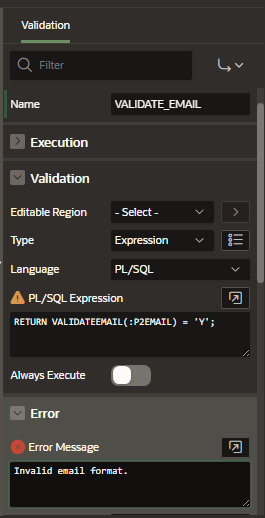 Validation
Filter
Name VALIDATE_EMAIL
Execution
Validation
Editable Region - Select -
Type Expression
Language PL/SQL
PL/SQL Expression
RETURN VALIDATEEMAIL(:P2EMAIL) = 'Y';
Always Execute
Error
Error Message
Invalid email format.